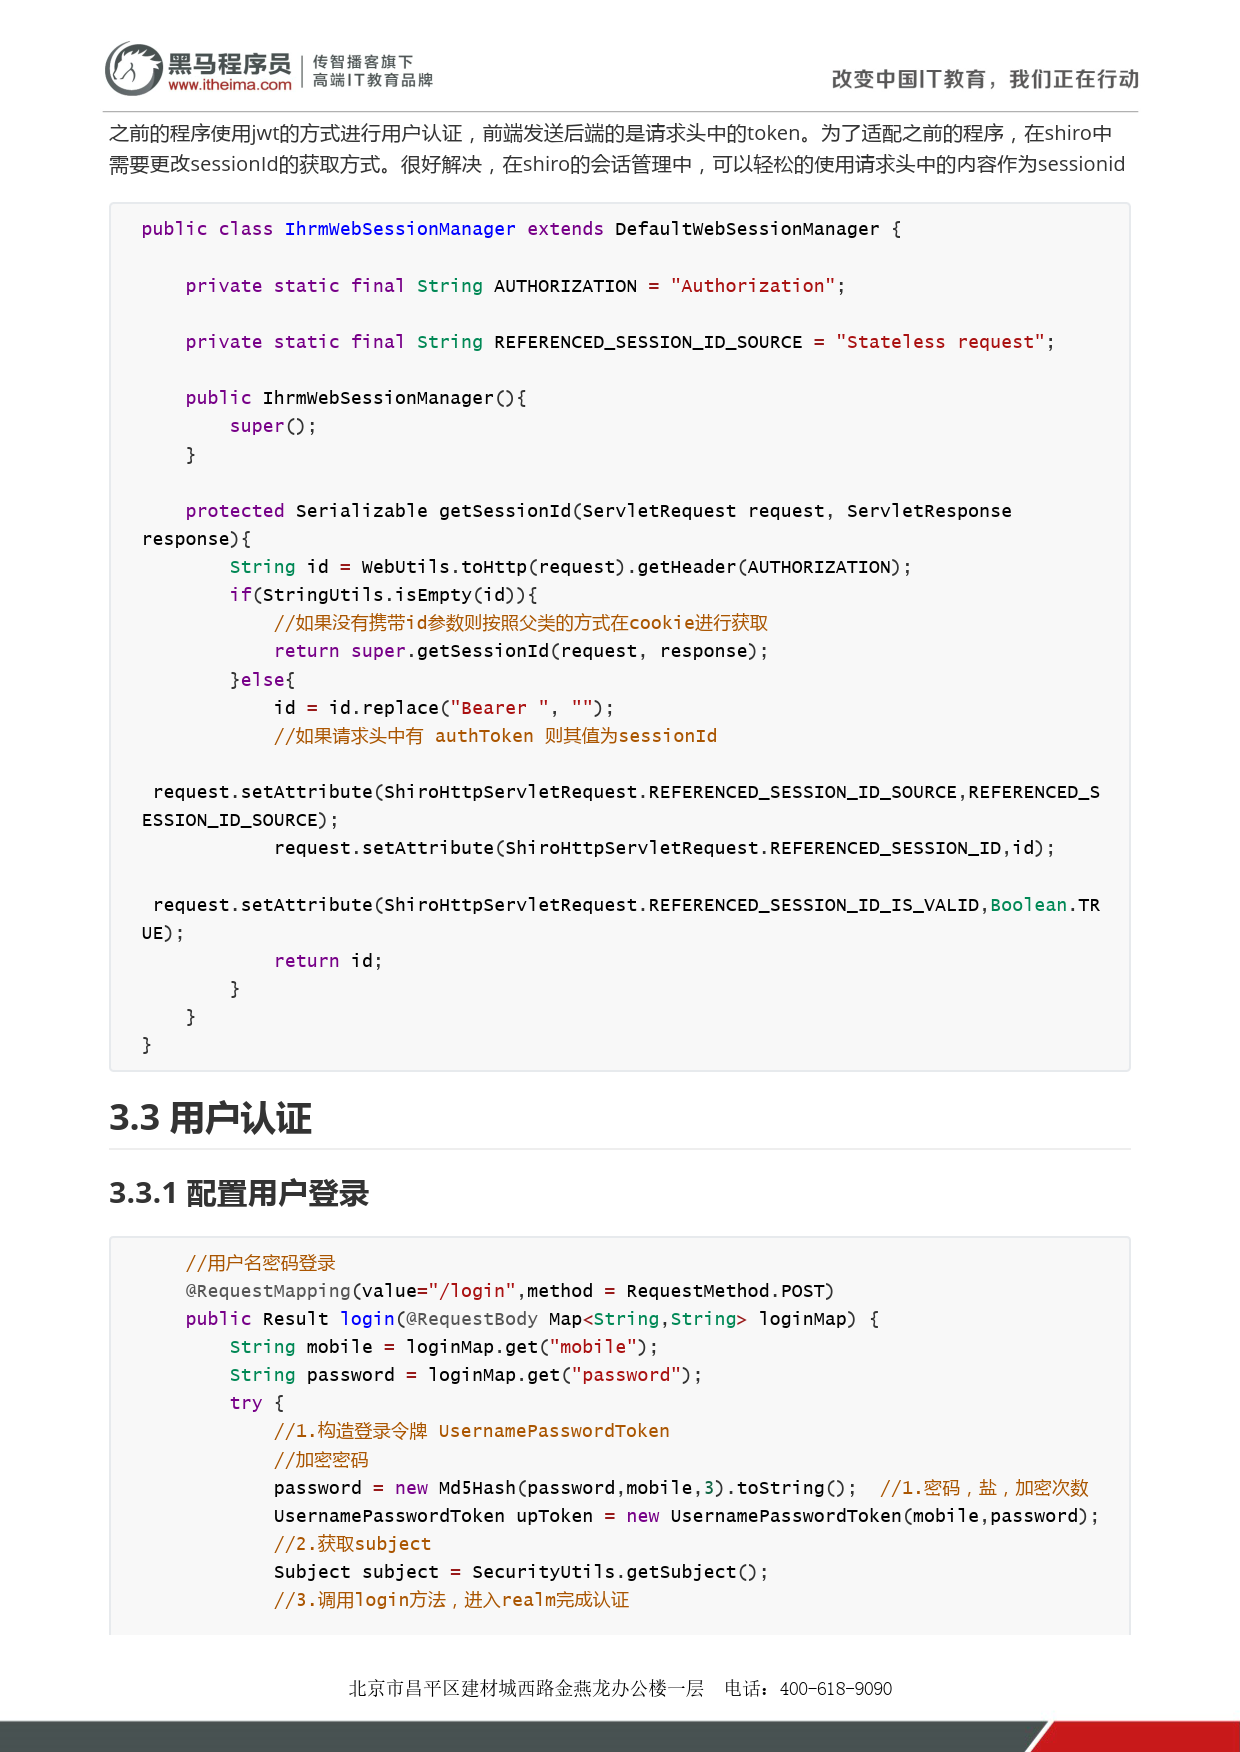 黑马程序员
www.itheima.com
传智播客旗下
高端IT教育品牌
改变中国IT教育，我们正在行动
之前的程序使用jwt的方式进行用户认证，前端发送后端的是请求头中的token。为了适配之前的程序，在shiro中
需要更改sessionId的获取方式。很好解决，在shiro的会话管理中，可以轻松的使用请求头中的内容作为sessionid
public class IhrmWebSessionManager extends DefaultWebSessionManager {
    private static final String AUTHORIZATION = "Authorization";
    private static final String REFERENCED_SESSION_ID_SOURCE = "Stateless request";
    public IhrmWebSessionManager(){
        super();
    }
    protected Serializable getSessionId(ServletRequest request, ServletResponse
response){
        String id = WebUtils.toHttp(request).getHeader(AUTHORIZATION);
        if(StringUtils.isEmpty(id)){
            //如果没有携带id参数则按照父类的方式在cookie进行获取
            return super.getSessionId(request, response);
        }else{
            id = id.replace("Bearer ", "");
            //如果请求头中有 authToken 则其值为sessionId
 request.setAttribute(ShiroHttpServletRequest.REFERENCED_SESSION_ID_SOURCE,REFERENCED_S
ESSION_ID_SOURCE);
            request.setAttribute(ShiroHttpServletRequest.REFERENCED_SESSION_ID,id);
 request.setAttribute(ShiroHttpServletRequest.REFERENCED_SESSION_ID_IS_VALID,Boolean.TR
UE);
            return id;
        }
    }
}
3.3 用户认证
3.3.1 配置用户登录
    //用户名密码登录
    @RequestMapping(value="/login",method = RequestMethod.POST)
    public Result login(@RequestBody Map<String,String> loginMap) {
        String mobile = loginMap.get("mobile");
        String password = loginMap.get("password");
        try {
            //1.构造登录令牌 UsernamePasswordToken
            //加密密码
            password = new Md5Hash(password,mobile,3).toString();  //1.密码，盐，加密次数
            UsernamePasswordToken upToken = new UsernamePasswordToken(mobile,password);
            //2.获取subject
            Subject subject = SecurityUtils.getSubject();
            //3.调用login方法，进入realm完成认证
北京市昌平区建材城西路金燕龙办公楼一层  电话：400-618-9090